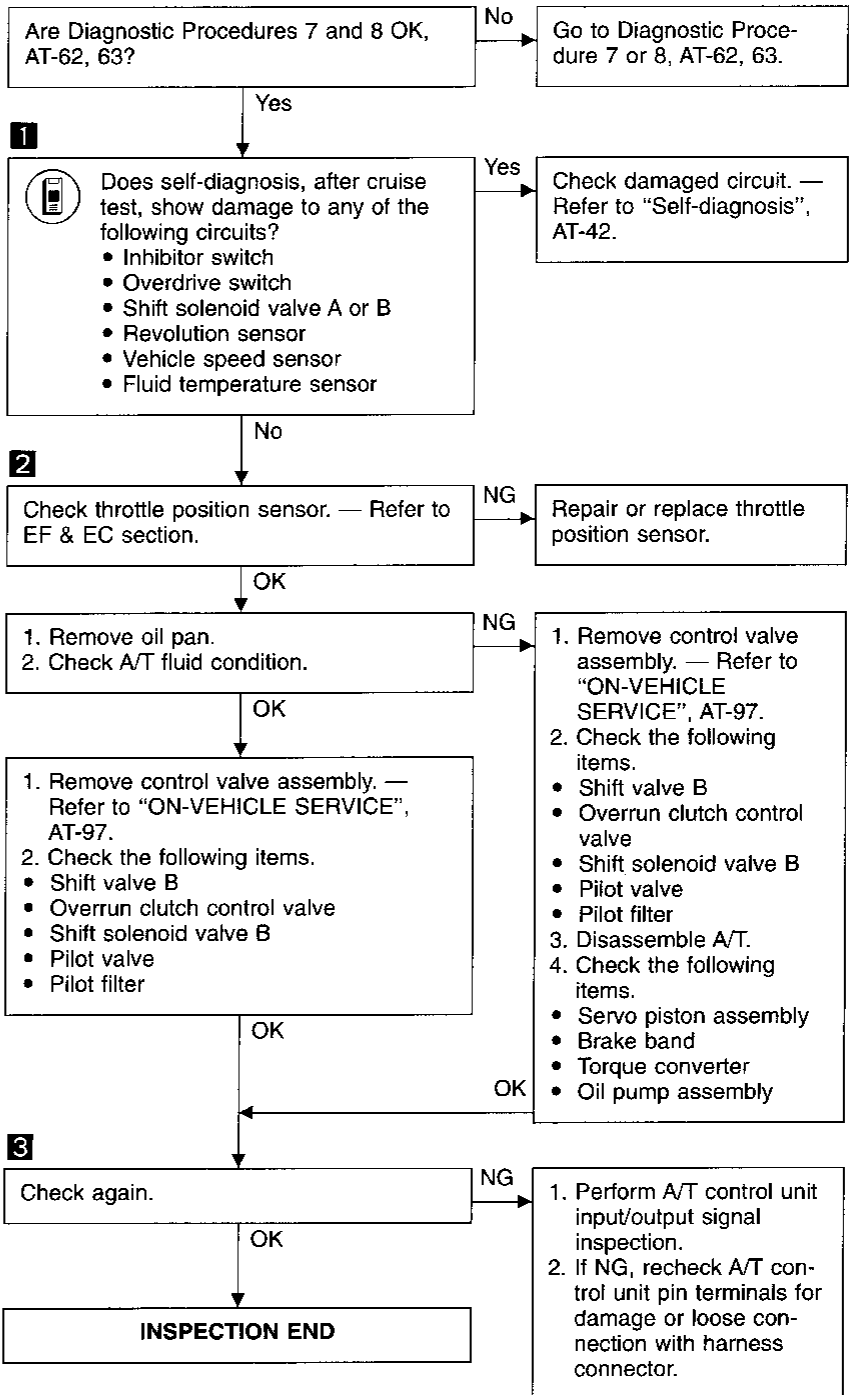 Are Diagnostic Procedures 7 and 8 OK,
AT-62, 63?
No
Go to Diagnostic Proce-
dure 7 or 8, AT-62, 63.
Yes
1
Does self-diagnosis, after cruise
test, show damage to any of the
following circuits?
• Inhibitor switch
• Overdrive switch
• Shift solenoid valve A or B
• Revolution sensor
• Vehicle speed sensor
• Fluid temperature sensor
Yes
Check damaged circuit. —
Refer to “Self-diagnosis”,
AT-42.
No
2
Check throttle position sensor. — Refer to
EF & EC section.
NG
Repair or replace throttle
position sensor.
OK
1. Remove oil pan.
2. Check A/T fluid condition.
NG
1. Remove control valve
assembly. — Refer to
“ON-VEHICLE
SERVICE”, AT-97.
2. Check the following
items.
• Shift valve B
• Overrun clutch control
valve
• Shift solenoid valve B
• Pilot valve
• Pilot filter
3. Disassemble A/T.
4. Check the following
items.
• Servo piston assembly
• Brake band
• Torque converter
• Oil pump assembly
OK
1. Remove control valve assembly. —
Refer to “ON-VEHICLE SERVICE”,
AT-97.
2. Check the following items.
• Shift valve B
• Overrun clutch control valve
• Shift solenoid valve B
• Pilot valve
• Pilot filter
OK
OK
3
Check again.
NG
1. Perform A/T control unit
input/output signal
inspection.
2. If NG, recheck A/T con-
trol unit pin terminals for
damage or loose con-
nection with harness
connector.
OK
INSPECTION END